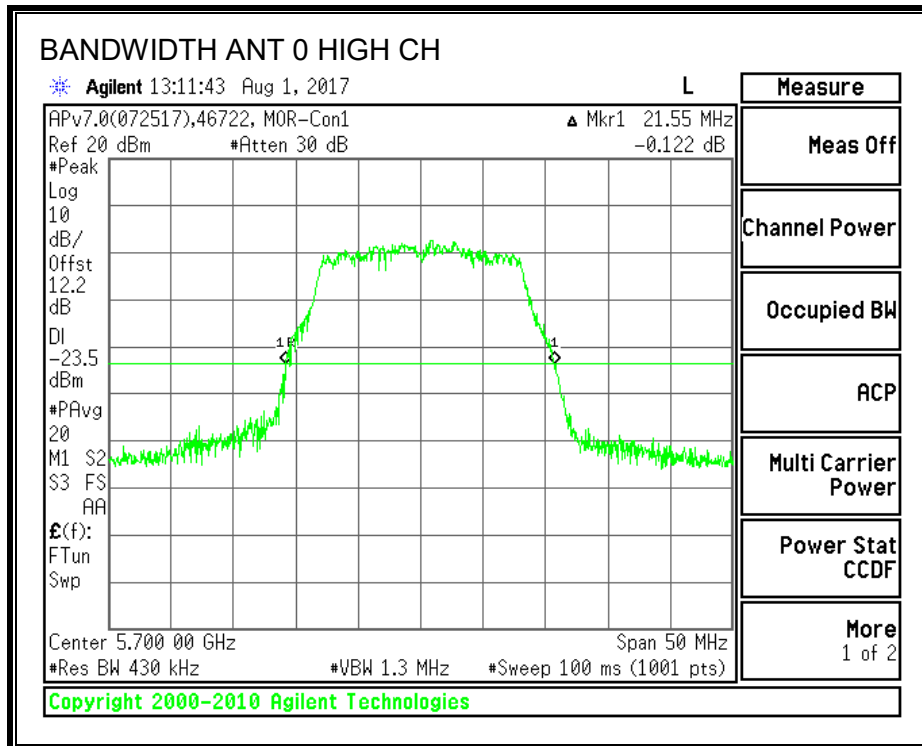 BANDWIDTH ANT 0 HIGH CH
Agilent 13:11:43 Aug 1, 2017 L
Measure
APv7.0(072517),46722, MOR-Con1 Δ Mkr1 21.55 MHz
Ref 20 dBm #Atten 30 dB -0.122 dB
#Peak
Log
10
dB/
Offst
12.2
dB
DI
-23.5
dBm
#PAvg
20
M1 S2
S3 FS
AA
£(f):
FTun
Swp
1R
1
Center 5.700 00 GHz Span 50 MHz
#Res BW 430 kHz #VBW 1.3 MHz #Sweep 100 ms (1001 pts)
Meas Off
Channel Power
Occupied BW
ACP
Multi Carrier
Power
Power Stat
CCDF
More
1 of 2
Copyright 2000-2010 Agilent Technologies